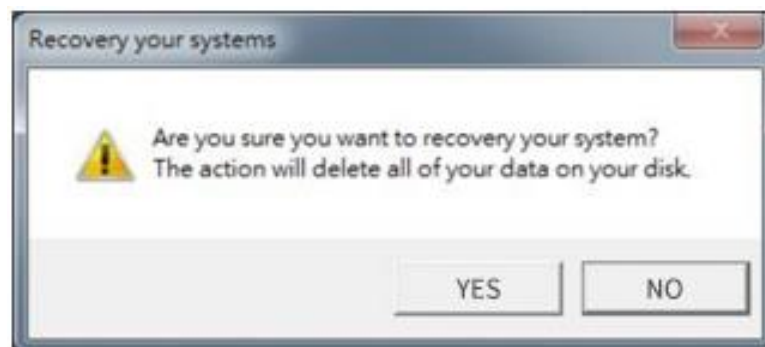 Recovery your systems
Are you sure you want to recovery your system?
The action will delete all of your data on your disk.
YES
NO